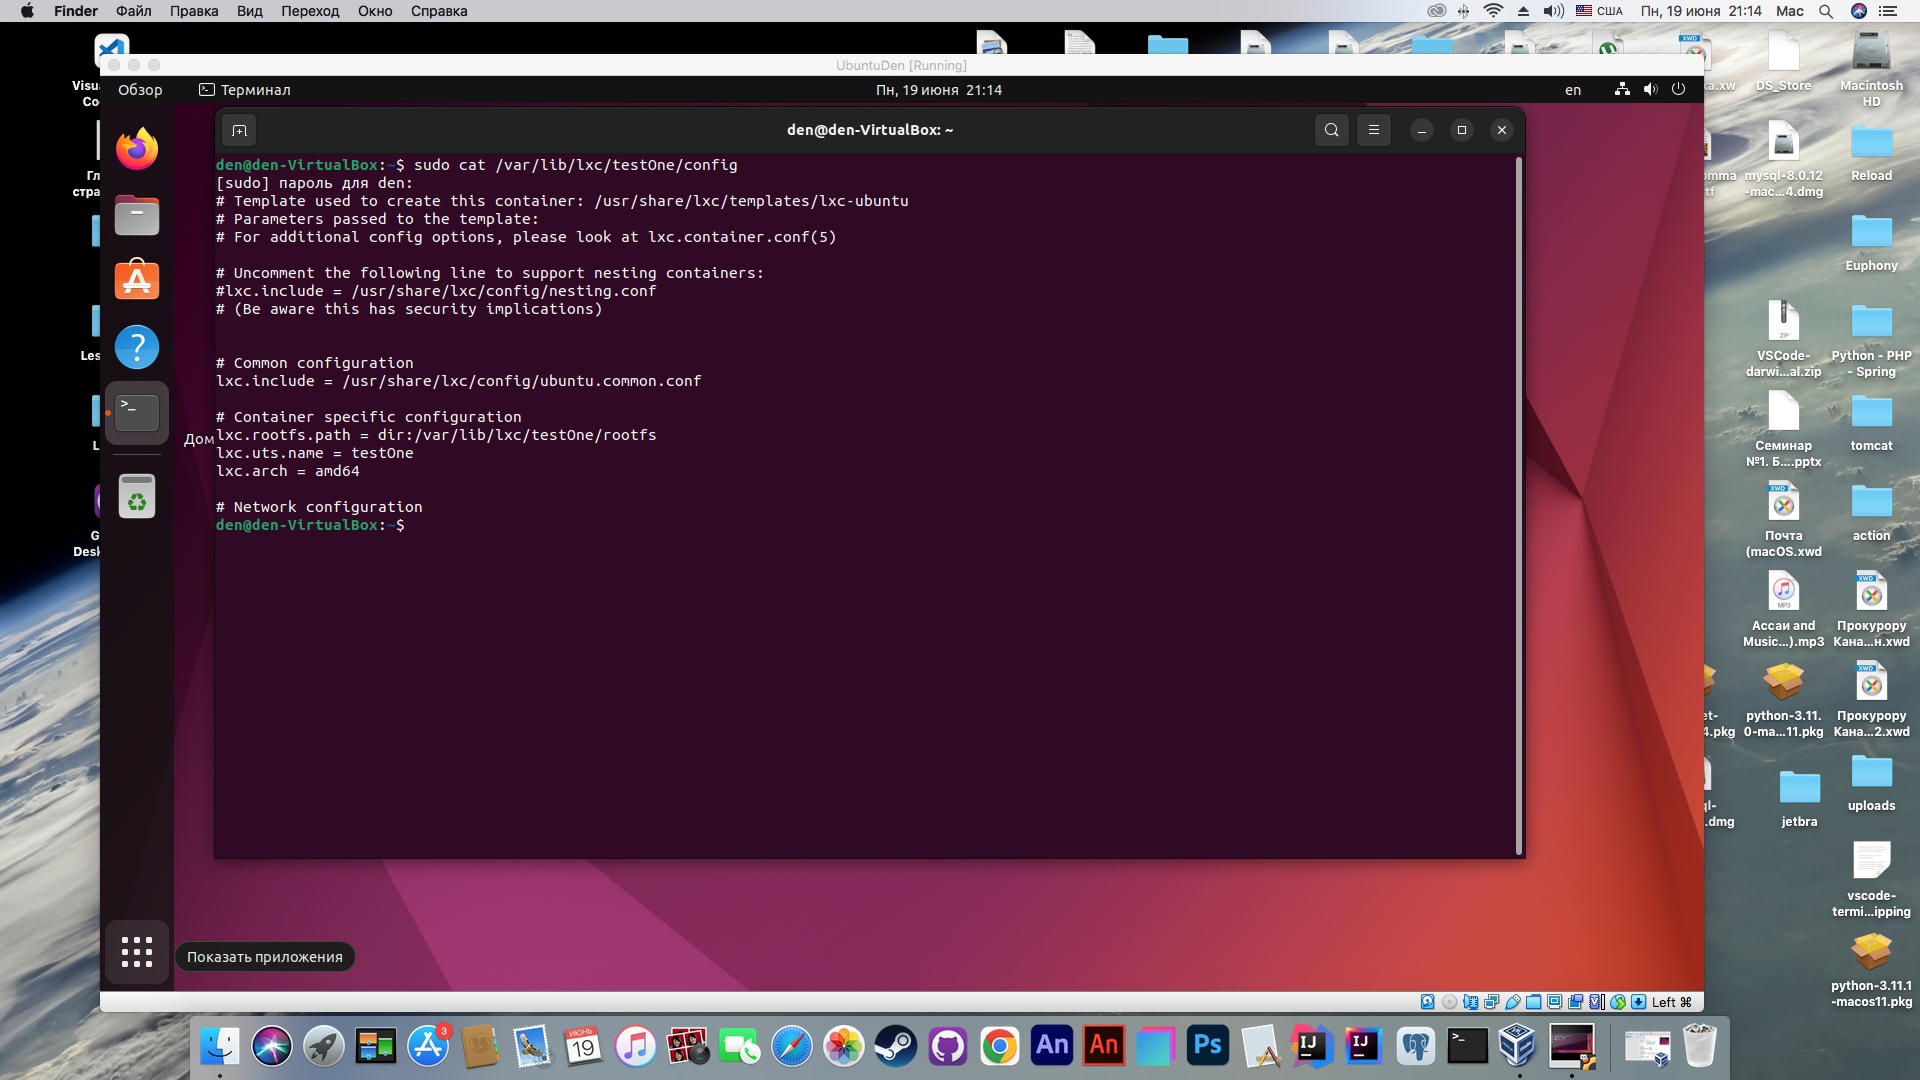 Finder Файл Правка Вид Переход Окно Справка
США Пн, 19 июня 21:14 Mac
UbuntuDen [Running]
Обзор Терминал Пн, 19 июня 21:14 en
den@den-VirtualBox: ~
den@den-VirtualBox:~$ sudo cat /var/lib/lxc/testOne/config
[sudo] пароль для den:
# Template used to create this container: /usr/share/lxc/templates/lxc-ubuntu
# Parameters passed to the template:
# For additional config options, please look at lxc.container.conf(5)
# Uncomment the following line to support nesting containers:
#lxc.include = /usr/share/lxc/config/nesting.conf
# (Be aware this has security implications)
# Common configuration
lxc.include = /usr/share/lxc/config/ubuntu.common.conf
# Container specific configuration
lxc.rootfs.path = dir:/var/lib/lxc/testOne/rootfs
lxc.uts.name = testOne
lxc.arch = amd64
# Network configuration
den@den-VirtualBox:~$
Дом
Показать приложения
Left ⌘
Visua
Co
Гл
стра
Les
L
G
Desk
ка.xw
DS_Store
Macintosh
HD
omma
tf
mysql-8.0.12
-mac...4.dmg
Reload
Euphony
ZIP
VSCode-
darwi...al.zip
Python - PHP
- Spring
Семинар
№1. Б....pptx
tomcat
XWD
Почта
(macOS.xwd
action
MP3
Ассаи and
Music...).mp3
XWD
Прокурору
Кана...н.xwd
et-
4.pkg
python-3.11.
0-ma...11.pkg
XWD
Прокурору
Кана...2.xwd
ql-
.dmg
jetbra
uploads
vscode-
termi...ipping
python-3.11.1
-macos11.pkg
3
ИЮНЬ
19
An
An
Ps
IJ
IJ